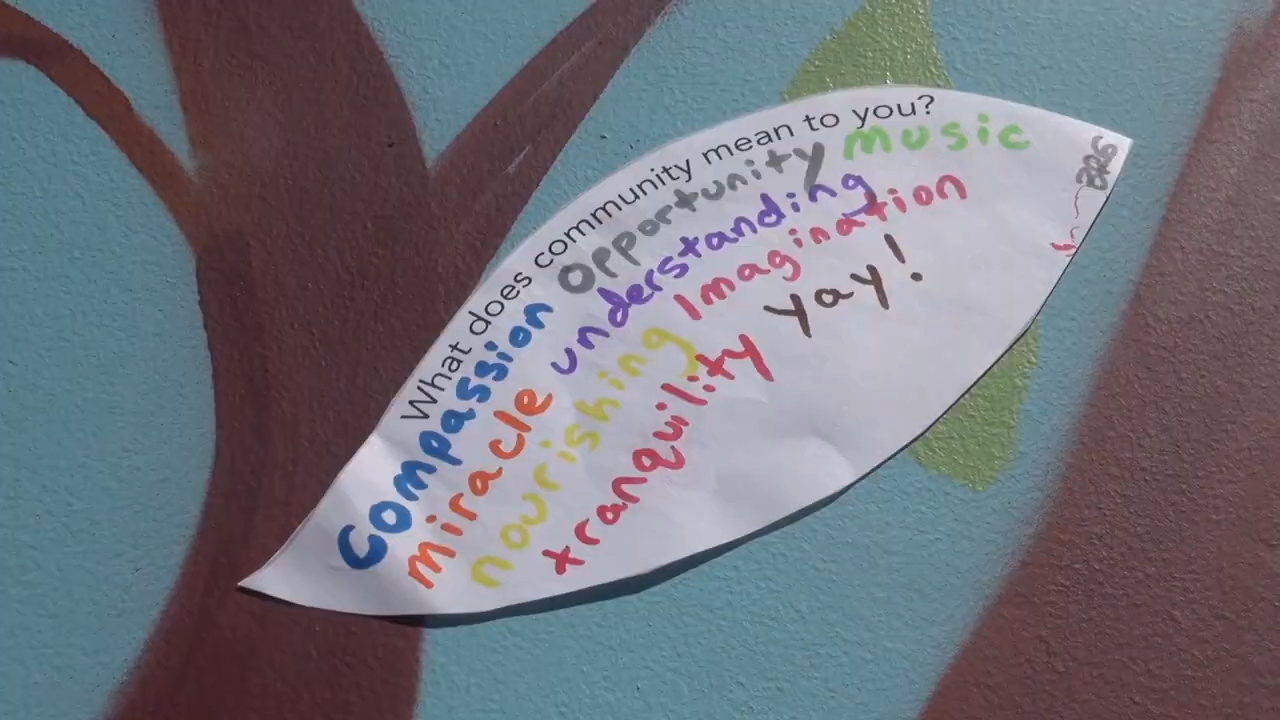 What does community mean to you?
Compassion opportunity music
miracle understanding
nourishing Imagination
tranquility yay!